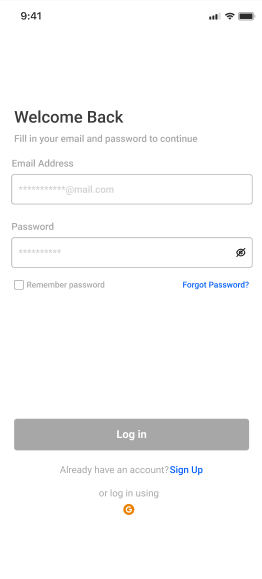 9:41
Welcome Back
Fill in your email and password to continue
Email Address
***********@mail.com
Password
**********
Remember password Forgot Password?
Log in
Already have an account? Sign Up
or log in using
G